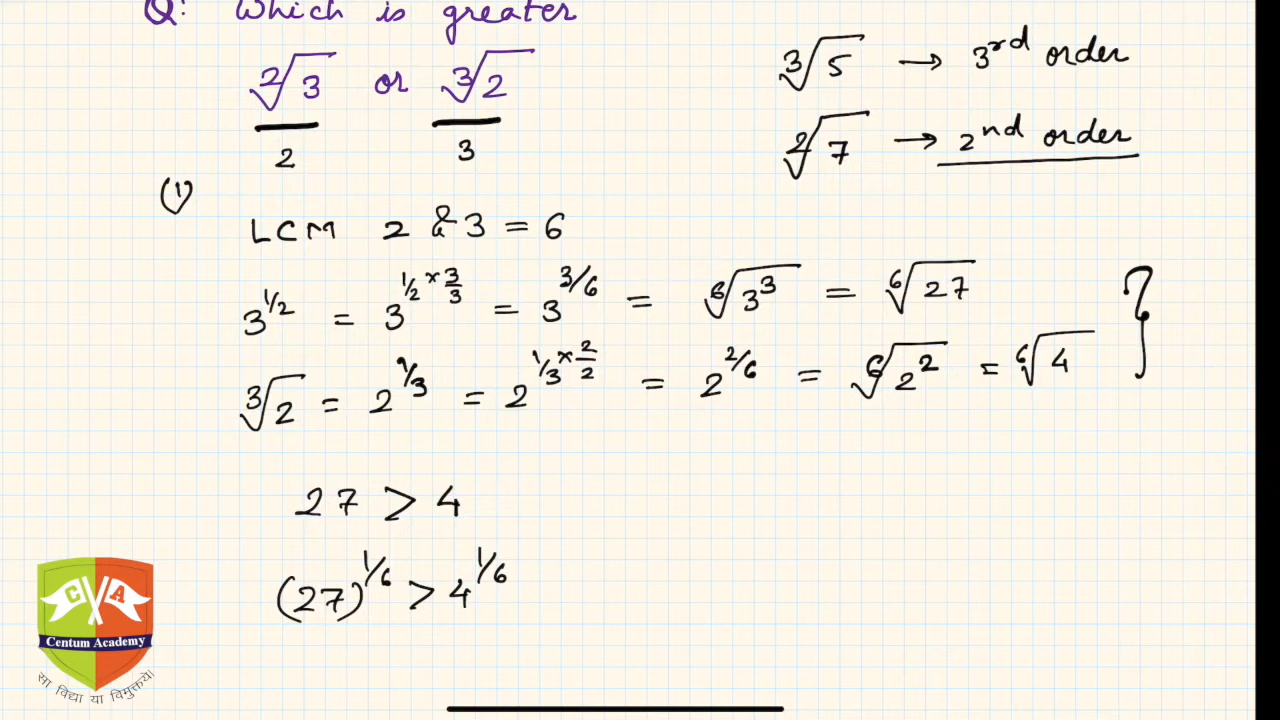 Q: Which is greater
²√3 or ³√2
2 3
³√5 → 3rd order
²√7 → 2nd order
(1)
LCM 2 & 3 = 6
3^1/2 = 3^(1/2 × 3/3) = 3^3/6 = ⁶√3³ = ⁶√27
³√2 = 2^1/3 = 2^(1/3 × 2/2) = 2^2/6 = ⁶√2² = ⁶√4
27 > 4
(27)^1/6 > 4^1/6
C A
Centum Academy
सा विद्या या विमुक्तये।